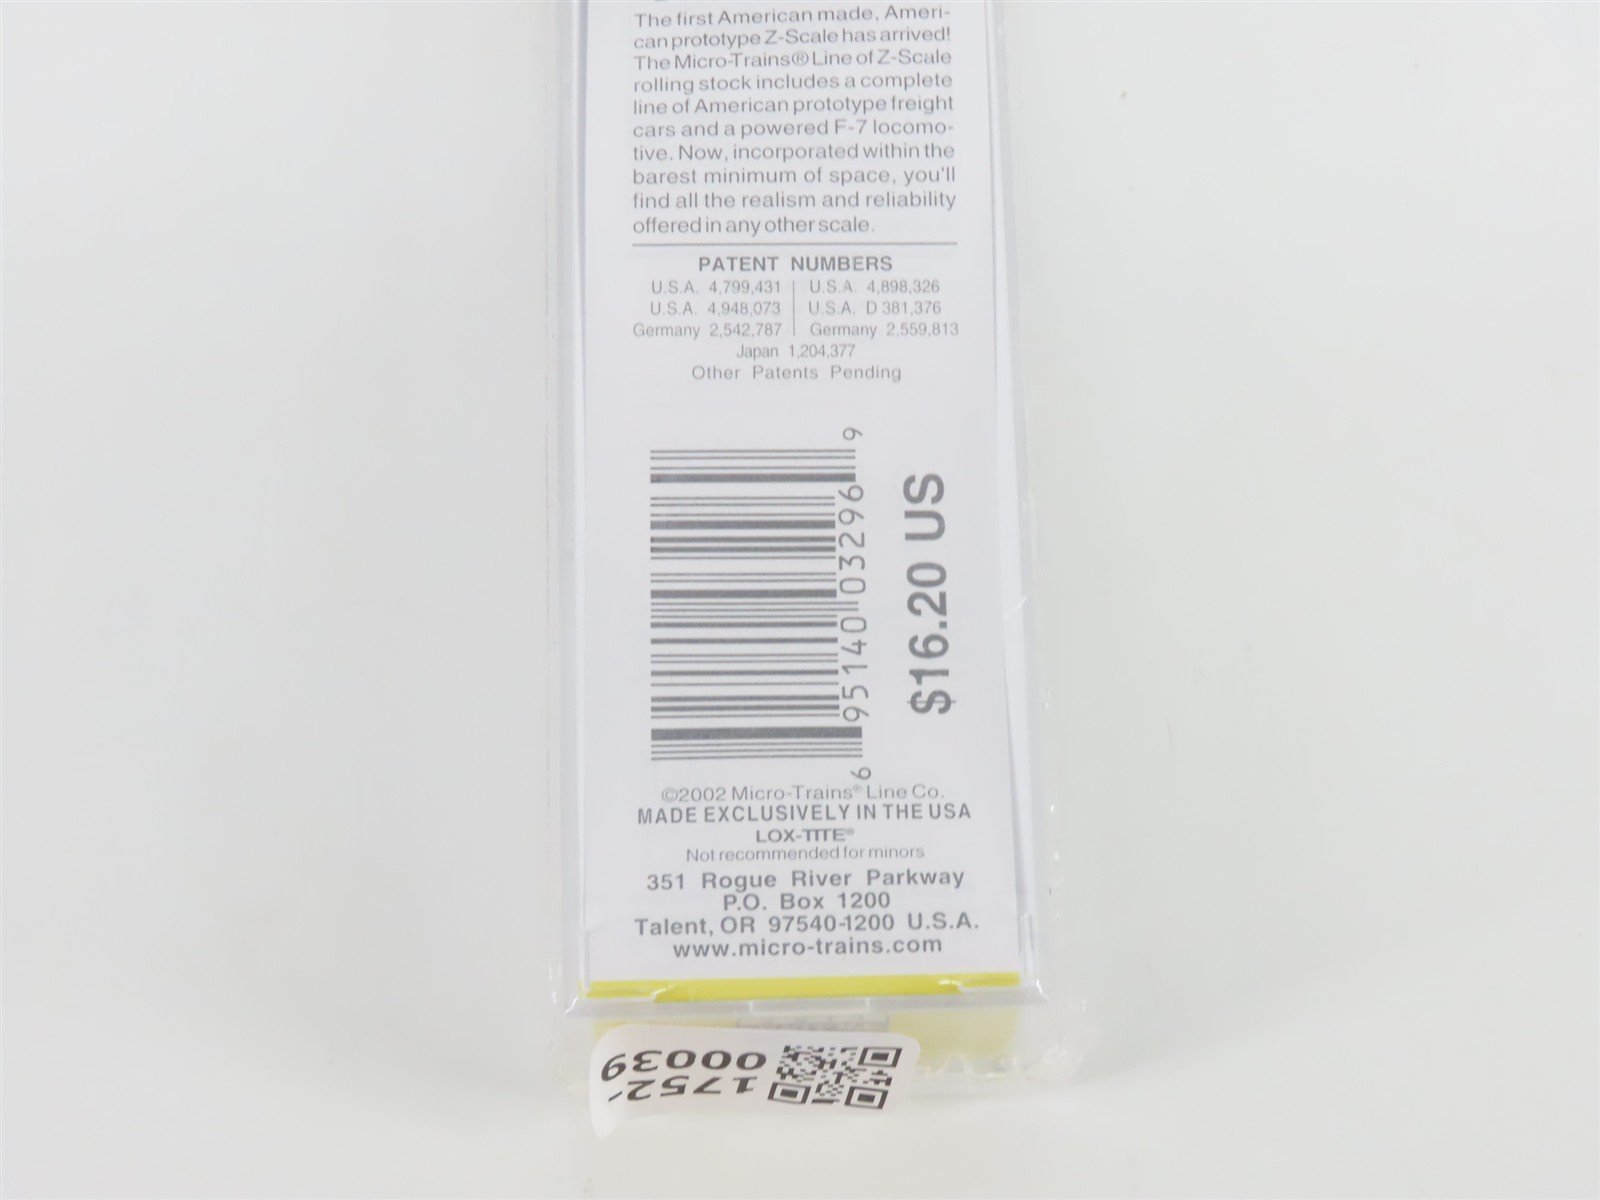 The first American made, Ameri-
can prototype Z-Scale has arrived!
The Micro-Trains® Line of Z-Scale
rolling stock includes a complete
line of American prototype freight
cars and a powered F-7 locomo-
tive. Now, incorporated within the
barest minimum of space, you'll
find all the realism and reliability
offered in any other scale.
PATENT NUMBERS
U.S.A. 4,799,431 U.S.A. 4,898,326
U.S.A. 4,948,073 U.S.A. D 381,376
Germany 2,542,787 Germany 2,559,813
Japan 1,204,377
Other Patents Pending
6 95140 03296 9
$16.20 US
©2002 Micro-Trains® Line Co.
MADE EXCLUSIVELY IN THE USA
LOX-TITE®
Not recommended for minors
351 Rogue River Parkway
P.O. Box 1200
Talent, OR 97540-1200 U.S.A.
www.micro-trains.com
1752-
00039